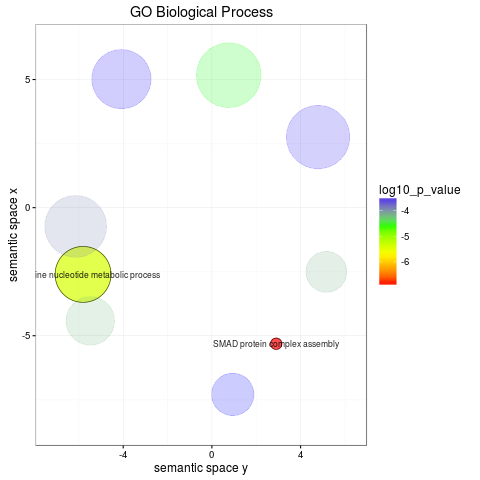 GO Biological Process
semantic space x
5
0
-5
ine nucleotide metabolic process
SMAD protein complex assembly
-4
0
4
semantic space y
log10_p_value
-4
-5
-6